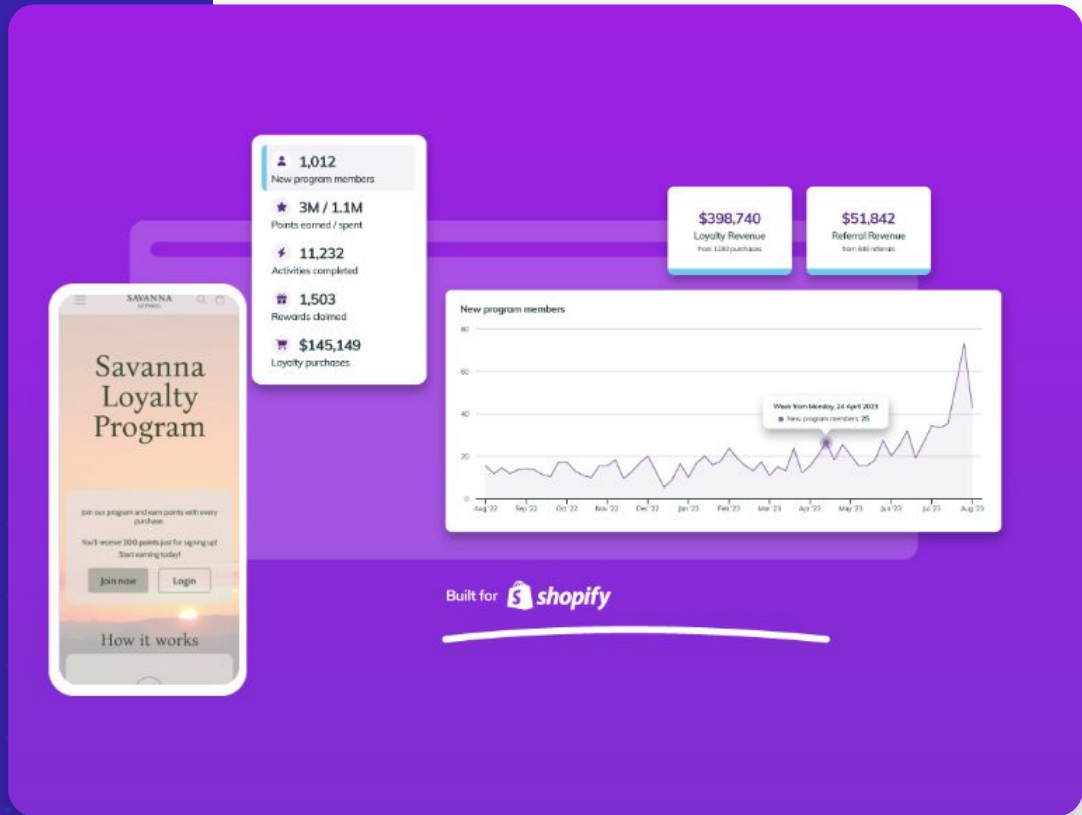 1,012
New program members
3M / 1.1M
Points earned / spent
11,232
Activities completed
1,503
Rewards claimed
$145,149
Loyalty purchases
$398,740
Loyalty Revenue
$51,842
Referral Revenue
from 846 referrals
SAVANNA
Savanna
Loyalty
Program
Join our program and earn points with every
purchase.
You'll receive 200 points just for signing up!
Start earning today!
Join now
Login
How it works
New program members
80
60
40
20
0
Week from Monday, 24 April 2023
New program members: 25
Aug '22
Sep '22
Oct '22
Nov '22
Dec '22
Jan '23
Feb '23
Mar '23
Apr '23
May '23
Jun '23
Jul '23
Aug '23
Built for shopify